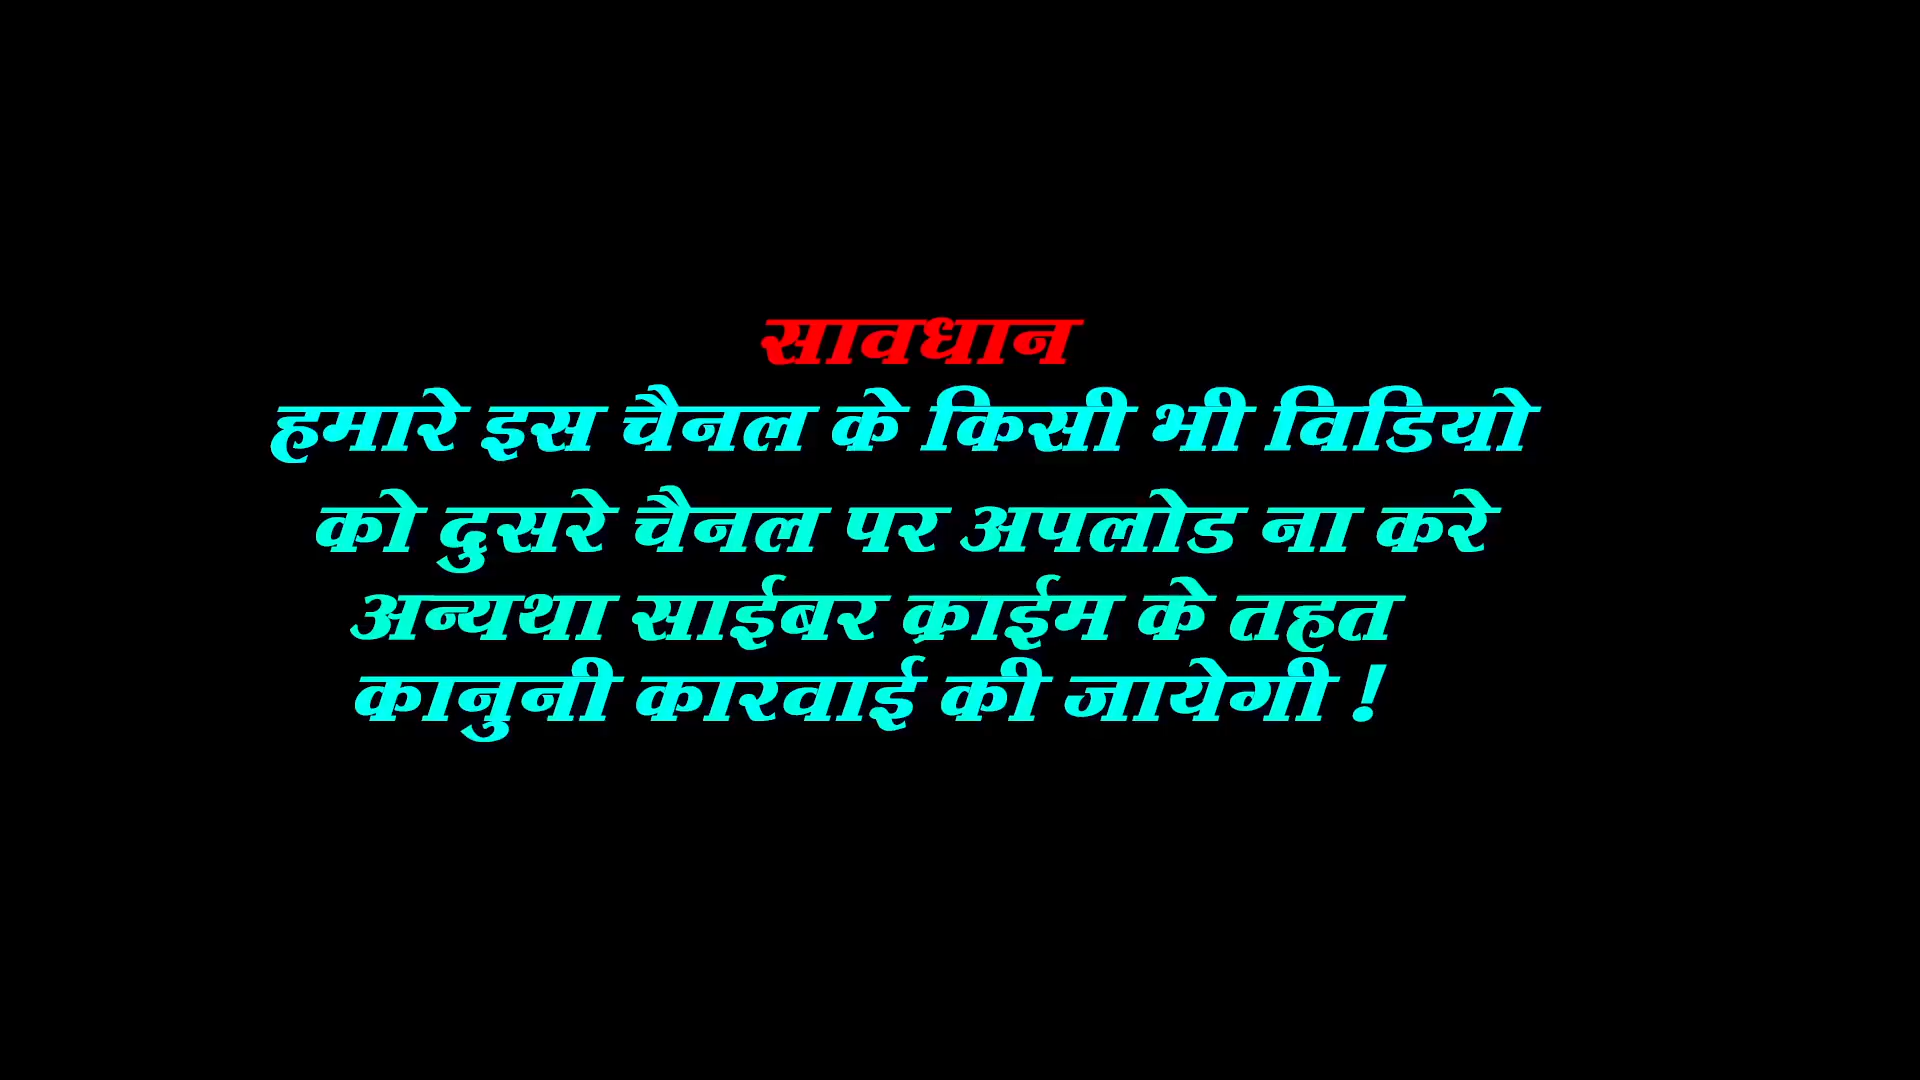 सावधान
हमारे इस चैनल के किसी भी विडियो
को दुसरे चैनल पर अपलोड ना करे
अन्यथा साईबर क्राईम के तहत
कानुनी कारवाई की जायेगी !